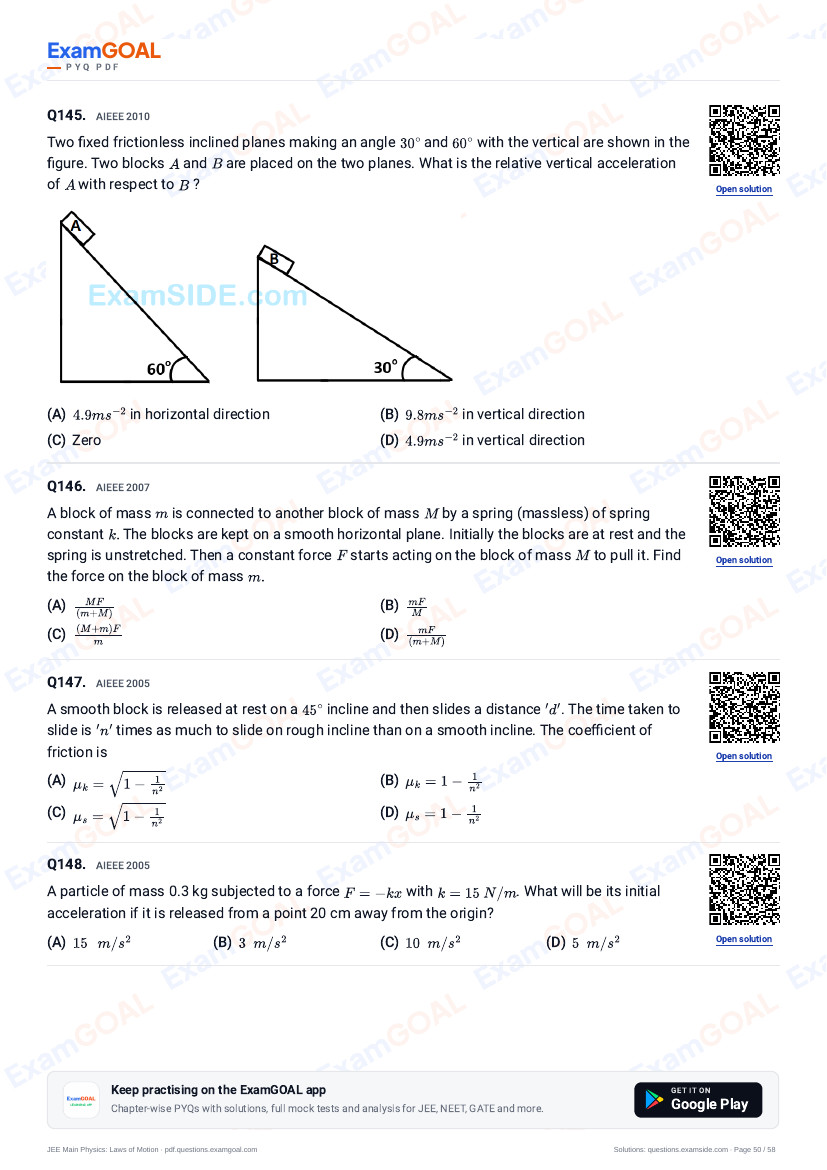 ExamGOAL
PYQ PDF
Q145. AIEEE 2010
Two fixed frictionless inclined planes making an angle 30° and 60° with the vertical are shown in the
figure. Two blocks A and B are placed on the two planes. What is the relative vertical acceleration
of A with respect to B ?
Open solution
A
B
ExamSIDE.com
60°
30°
(A) 4.9ms⁻² in horizontal direction
(B) 9.8ms⁻² in vertical direction
(C) Zero
(D) 4.9ms⁻² in vertical direction
Q146. AIEEE 2007
A block of mass m is connected to another block of mass M by a spring (massless) of spring
constant k. The blocks are kept on a smooth horizontal plane. Initially the blocks are at rest and the
spring is unstretched. Then a constant force F starts acting on the block of mass M to pull it. Find
the force on the block of mass m.
Open solution
(A) MF/(m+M)
(B) mF/M
(C) (M+m)F/m
(D) mF/(m+M)
Q147. AIEEE 2005
A smooth block is released at rest on a 45° incline and then slides a distance 'd'. The time taken to
slide is 'n' times as much to slide on rough incline than on a smooth incline. The coefficient of
friction is
Open solution
(A) μₖ = √(1 − 1/n²)
(B) μₖ = 1 − 1/n²
(C) μₛ = √(1 − 1/n²)
(D) μₛ = 1 − 1/n²
Q148. AIEEE 2005
A particle of mass 0.3 kg subjected to a force F = −kx with k = 15 N/m. What will be its initial
acceleration if it is released from a point 20 cm away from the origin?
Open solution
(A) 15 m/s²
(B) 3 m/s²
(C) 10 m/s²
(D) 5 m/s²
ExamGOAL
Keep practising on the ExamGOAL app
Chapter-wise PYQs with solutions, full mock tests and analysis for JEE, NEET, GATE and more.
GET IT ON
Google Play
JEE Main Physics: Laws of Motion · pdf.questions.examgoal.com
Solutions: questions.examside.com · Page 50 / 58